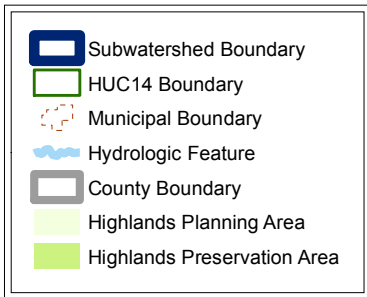 Subwatershed Boundary
HUC14 Boundary
Municipal Boundary
Hydrologic Feature
County Boundary
Highlands Planning Area
Highlands Preservation Area